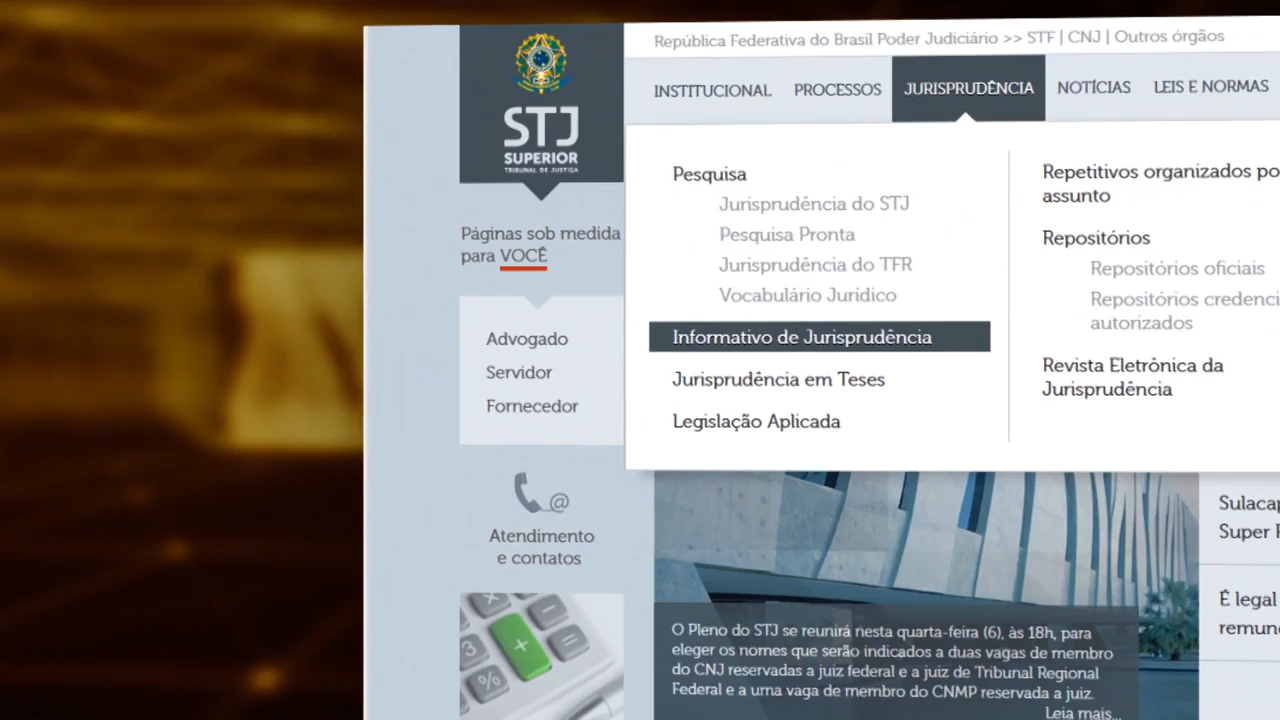 República Federativa do Brasil Poder Judiciário >> STF | CNJ | Outros órgãos
INSTITUCIONAL PROCESSOS JURISPRUDÊNCIA NOTÍCIAS LEIS E NORMAS
STJ
SUPERIOR
TRIBUNAL DE JUSTIÇA
Páginas sob medida
para VOCÊ
Advogado
Servidor
Fornecedor
Atendimento
e contatos
Pesquisa
Jurisprudência do STJ
Pesquisa Pronta
Jurisprudência do TFR
Vocabulário Jurídico
Informativo de Jurisprudência
Jurisprudência em Teses
Legislação Aplicada
Repetitivos organizados po
assunto
Repositórios
Repositórios oficiais
Repositórios credenci
autorizados
Revista Eletrônica da
Jurisprudência
O Pleno do STJ se reunirá nesta quarta-feira (6), às 18h, para
eleger os nomes que serão indicados a duas vagas de membro
do CNJ reservadas a juiz federal e a juiz de Tribunal Regional
Federal e a uma vaga de membro do CNMP reservada a juiz.
Leia mais...
Sulacap
Super
É legal
remun